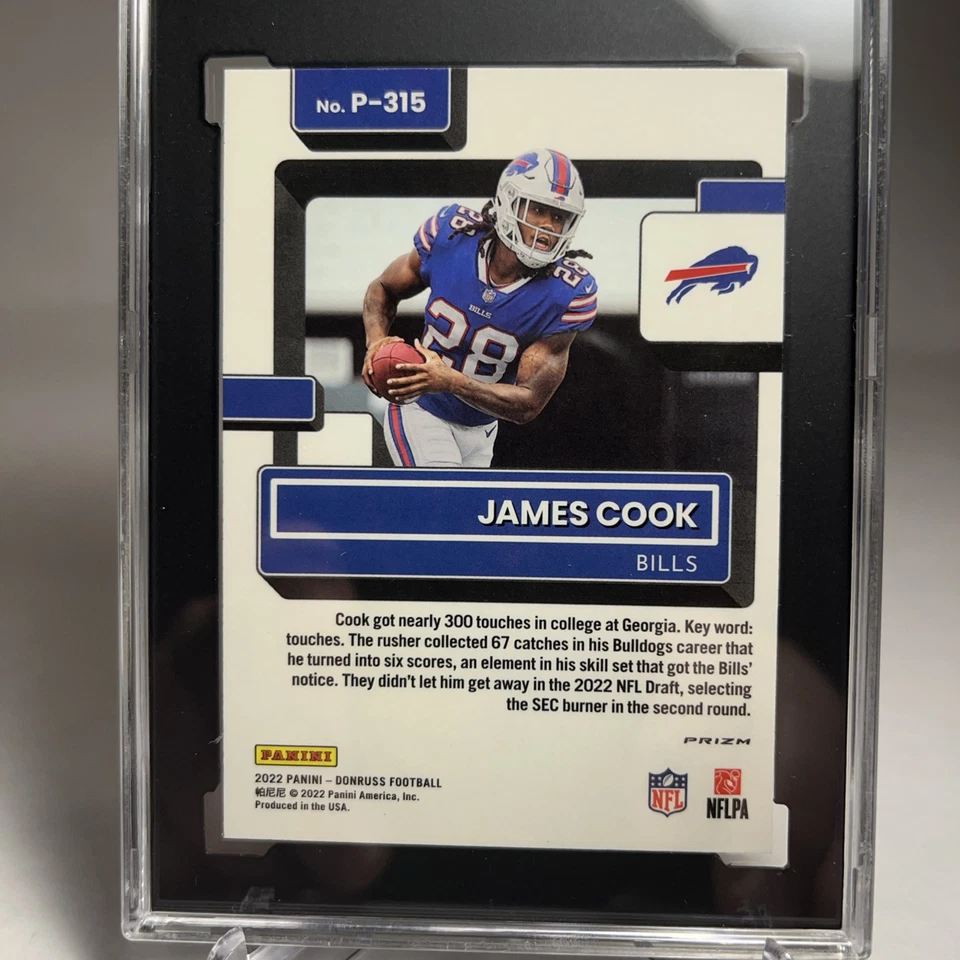 No. P-315
28
28
BILLS
28
JAMES COOK
BILLS
Cook got nearly 300 touches in college at Georgia. Key word:
touches. The rusher collected 67 catches in his Bulldogs career that
he turned into six scores, an element in his skill set that got the Bills'
notice. They didn't let him get away in the 2022 NFL Draft, selecting
the SEC burner in the second round.
PRIZM
PANINI
2022 PANINI – DONRUSS FOOTBALL
帕尼尼 © 2022 Panini America, Inc.
Produced in the USA.
NFL
NFLPA